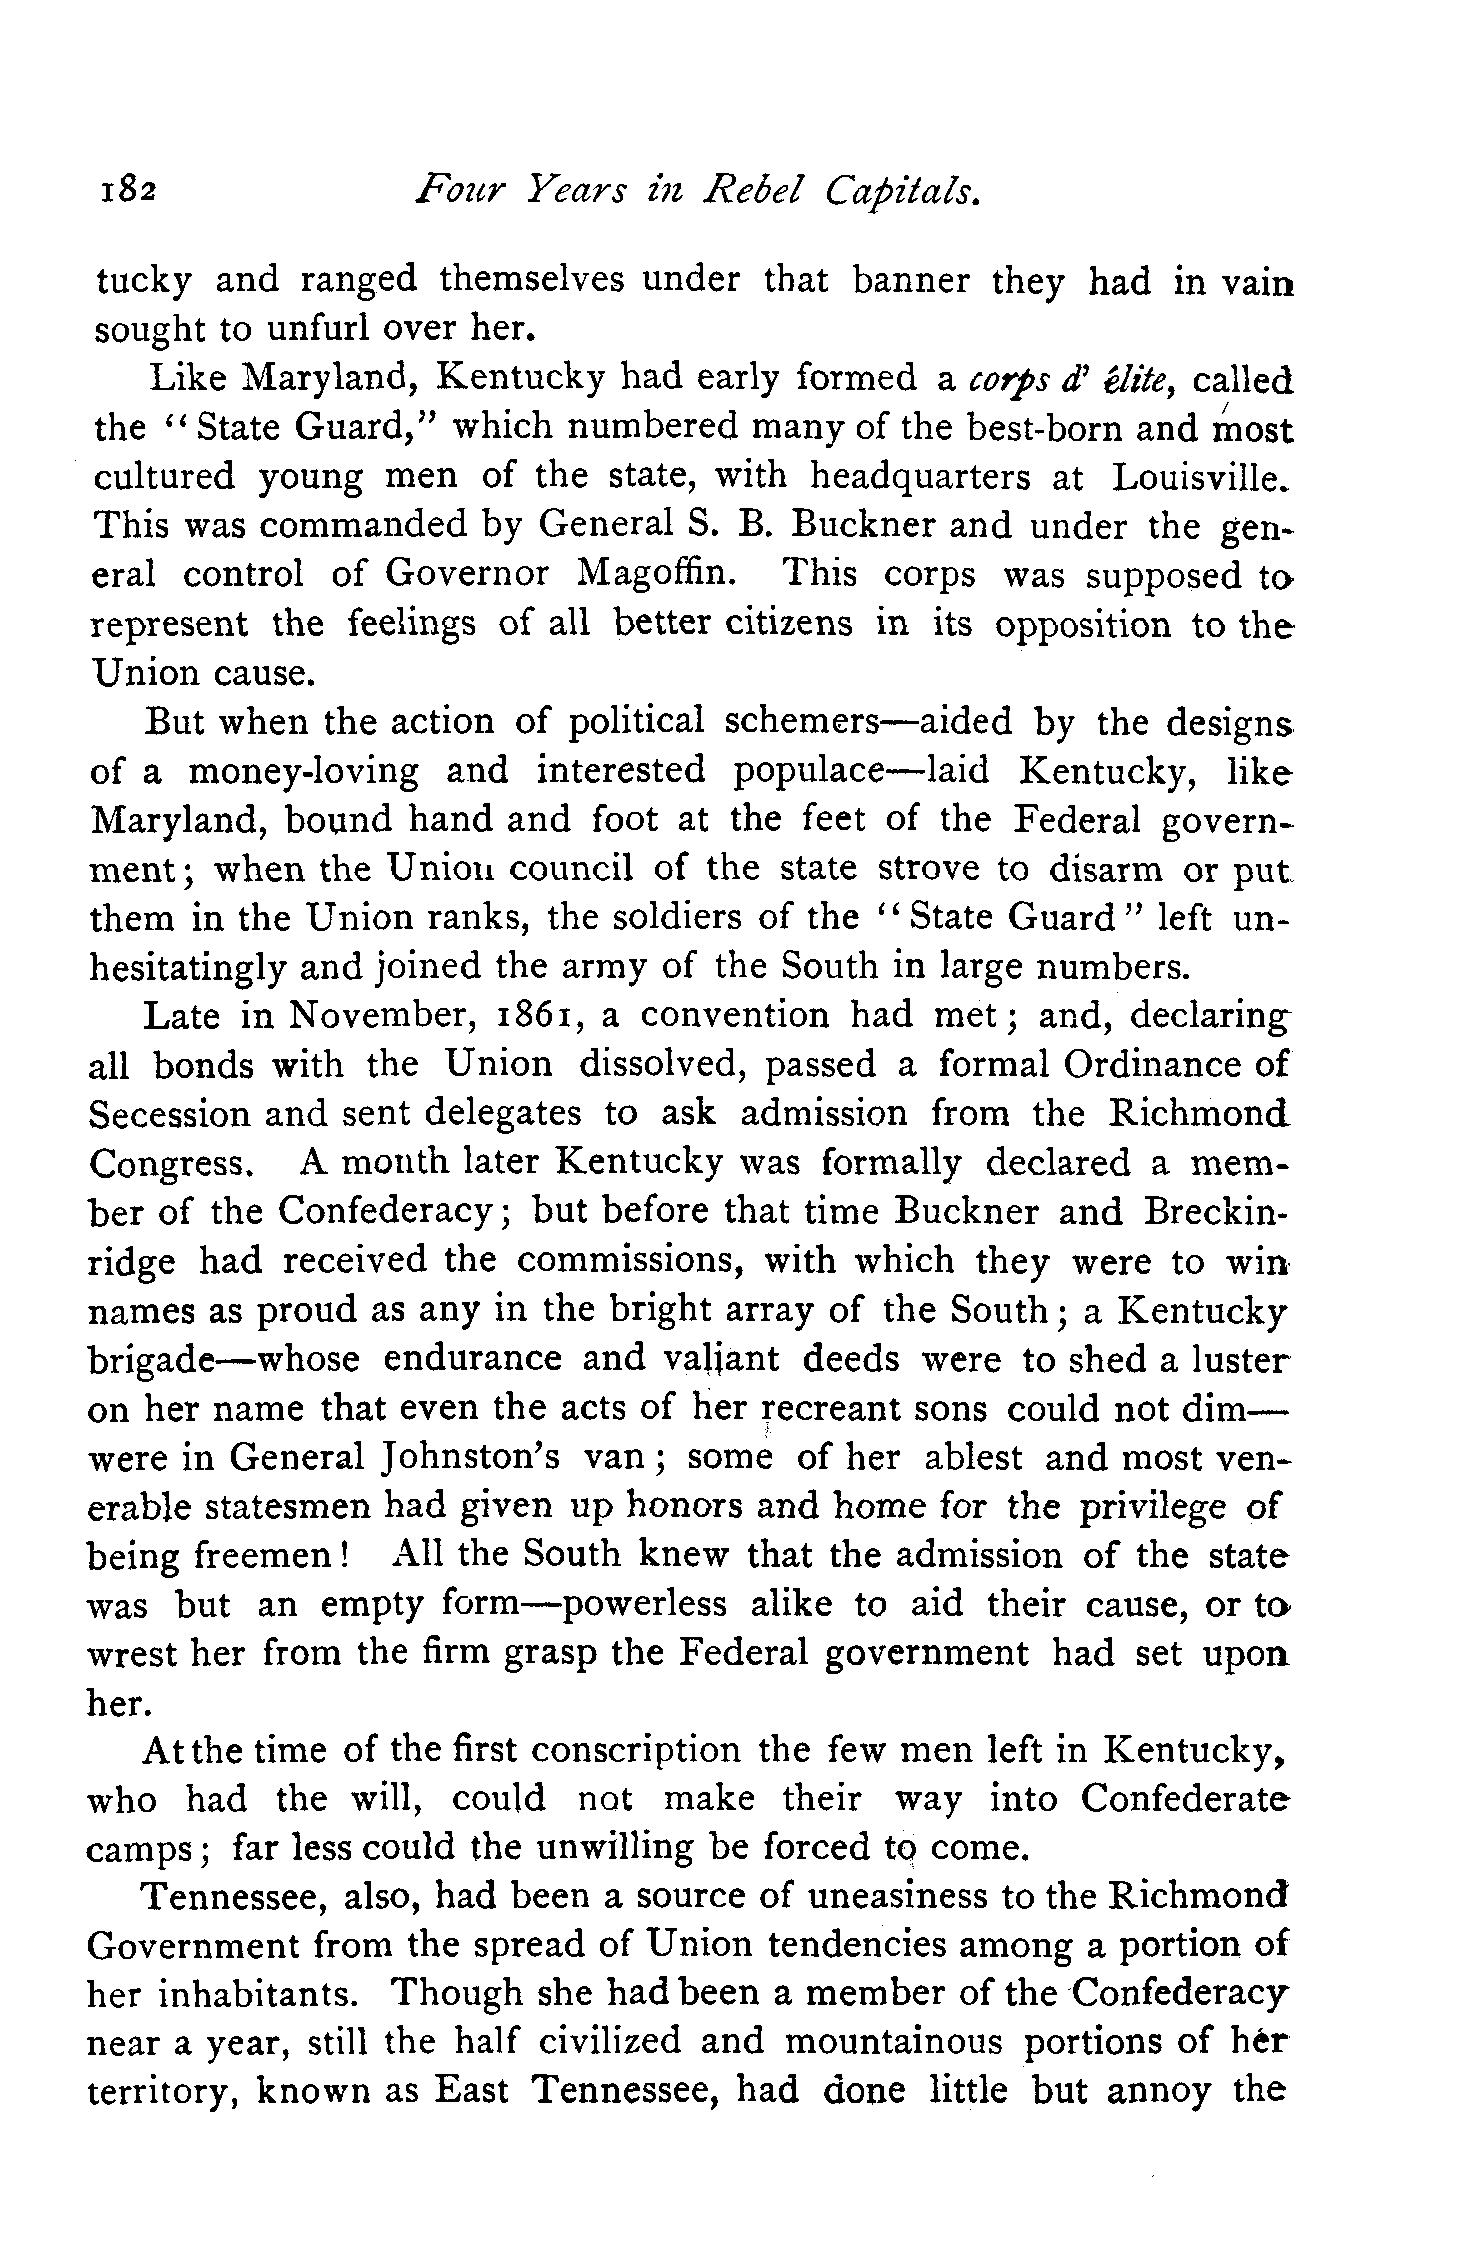 182 Four Years in Rebel Capitals.
tucky and ranged themselves under that banner they had in vain
sought to unfurl over her.
Like Maryland, Kentucky had early formed a corps d' élite, called
the "State Guard," which numbered many of the best-born and most
cultured young men of the state, with headquarters at Louisville.
This was commanded by General S. B. Buckner and under the gen-
eral control of Governor Magoffin. This corps was supposed to
represent the feelings of all better citizens in its opposition to the
Union cause.
But when the action of political schemers—aided by the designs
of a money-loving and interested populace—laid Kentucky, like
Maryland, bound hand and foot at the feet of the Federal govern-
ment; when the Union council of the state strove to disarm or put
them in the Union ranks, the soldiers of the "State Guard" left un-
hesitatingly and joined the army of the South in large numbers.
Late in November, 1861, a convention had met; and, declaring
all bonds with the Union dissolved, passed a formal Ordinance of
Secession and sent delegates to ask admission from the Richmond
Congress. A month later Kentucky was formally declared a mem-
ber of the Confederacy; but before that time Buckner and Breckin-
ridge had received the commissions, with which they were to win
names as proud as any in the bright array of the South; a Kentucky
brigade—whose endurance and valiant deeds were to shed a luster
on her name that even the acts of her recreant sons could not dim—
were in General Johnston's van; some of her ablest and most ven-
erable statesmen had given up honors and home for the privilege of
being freemen! All the South knew that the admission of the state
was but an empty form—powerless alike to aid their cause, or to
wrest her from the firm grasp the Federal government had set upon
her.
At the time of the first conscription the few men left in Kentucky,
who had the will, could not make their way into Confederate
camps; far less could the unwilling be forced to come.
Tennessee, also, had been a source of uneasiness to the Richmond
Government from the spread of Union tendencies among a portion of
her inhabitants. Though she had been a member of the Confederacy
near a year, still the half civilized and mountainous portions of her
territory, known as East Tennessee, had done little but annoy the